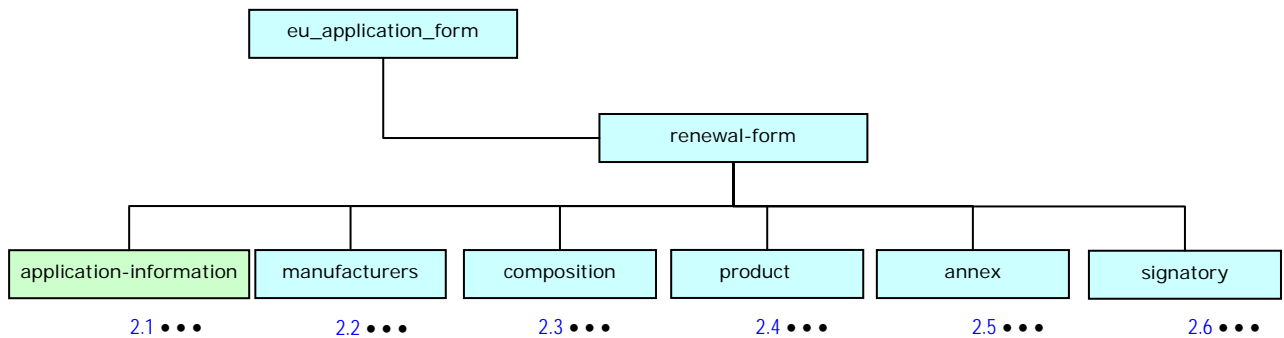 eu_application_form
renewal-form
application-information manufacturers composition product annex signatory
2.1 ● ● ● 2.2 ● ● ● 2.3 ● ● ● 2.4 ● ● ● 2.5 ● ● ● 2.6 ● ● ●